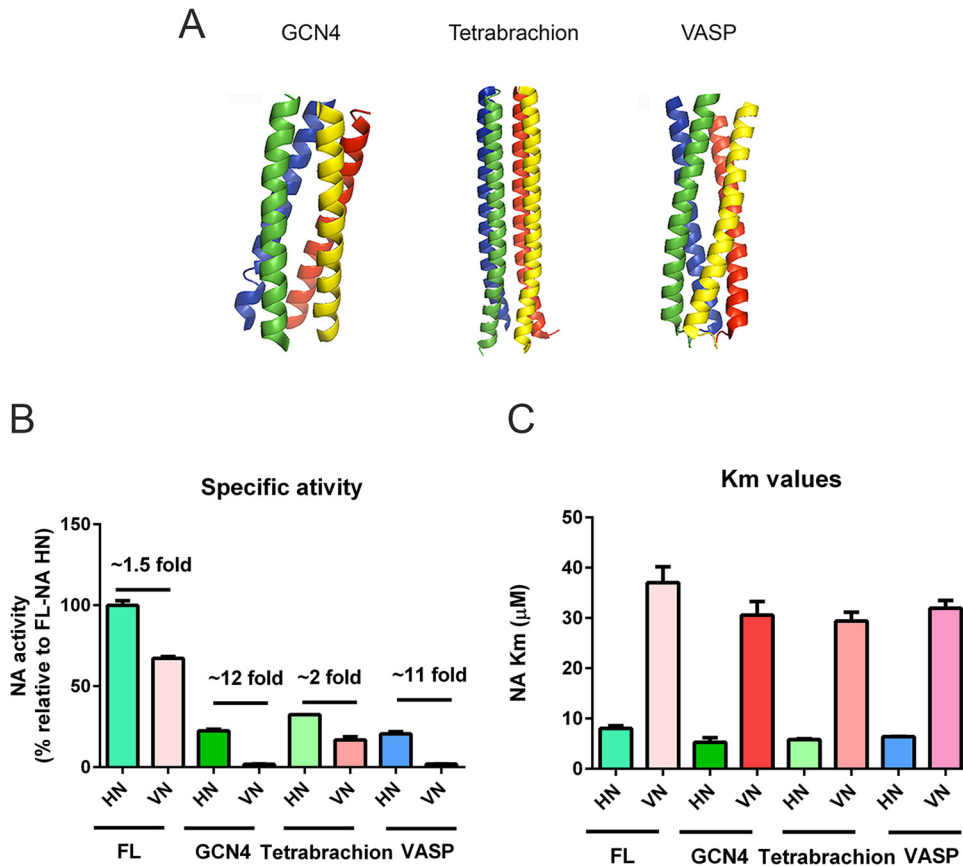 A
GCN4 Tetrabrachion VASP
B
Specific ativity
NA activity
(% relative to FL-NA HN)
150
100
50
0
~1.5 fold
~12 fold
~2 fold
~11 fold
HN VN HN VN HN VN HN VN
FL GCN4 Tetrabrachion VASP
C
Km values
NA Km (μM)
50
40
30
20
10
0
HN VN HN VN HN VN HN VN
FL GCN4 Tetrabrachion VASP